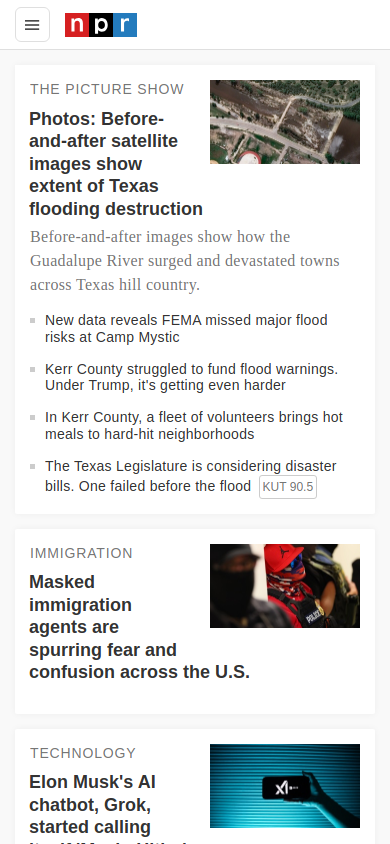 npr
THE PICTURE SHOW
Photos: Before-
and-after satellite
images show
extent of Texas
flooding destruction
Before-and-after images show how the
Guadalupe River surged and devastated towns
across Texas hill country.
New data reveals FEMA missed major flood
risks at Camp Mystic
Kerr County struggled to fund flood warnings.
Under Trump, it's getting even harder
In Kerr County, a fleet of volunteers brings hot
meals to hard-hit neighborhoods
The Texas Legislature is considering disaster
bills. One failed before the flood KUT 90.5
IMMIGRATION
Masked
immigration
agents are
spurring fear and
confusion across the U.S.
POLICE
TECHNOLOGY
Elon Musk's AI
chatbot, Grok,
started calling